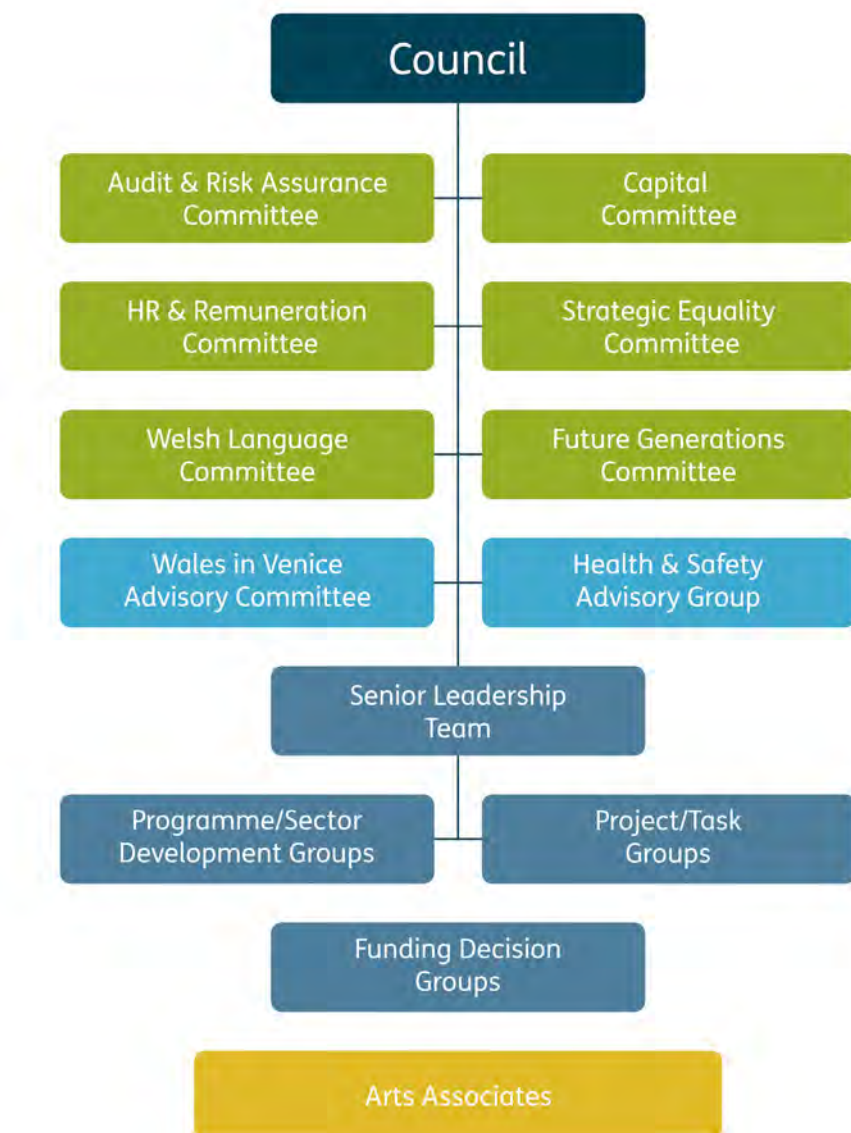 Council
Audit & Risk Assurance
Committee
Capital
Committee
HR & Remuneration
Committee
Strategic Equality
Committee
Welsh Language
Committee
Future Generations
Committee
Wales in Venice
Advisory Committee
Health & Safety
Advisory Group
Senior Leadership
Team
Programme/Sector
Development Groups
Project/Task
Groups
Funding Decision
Groups
Arts Associates